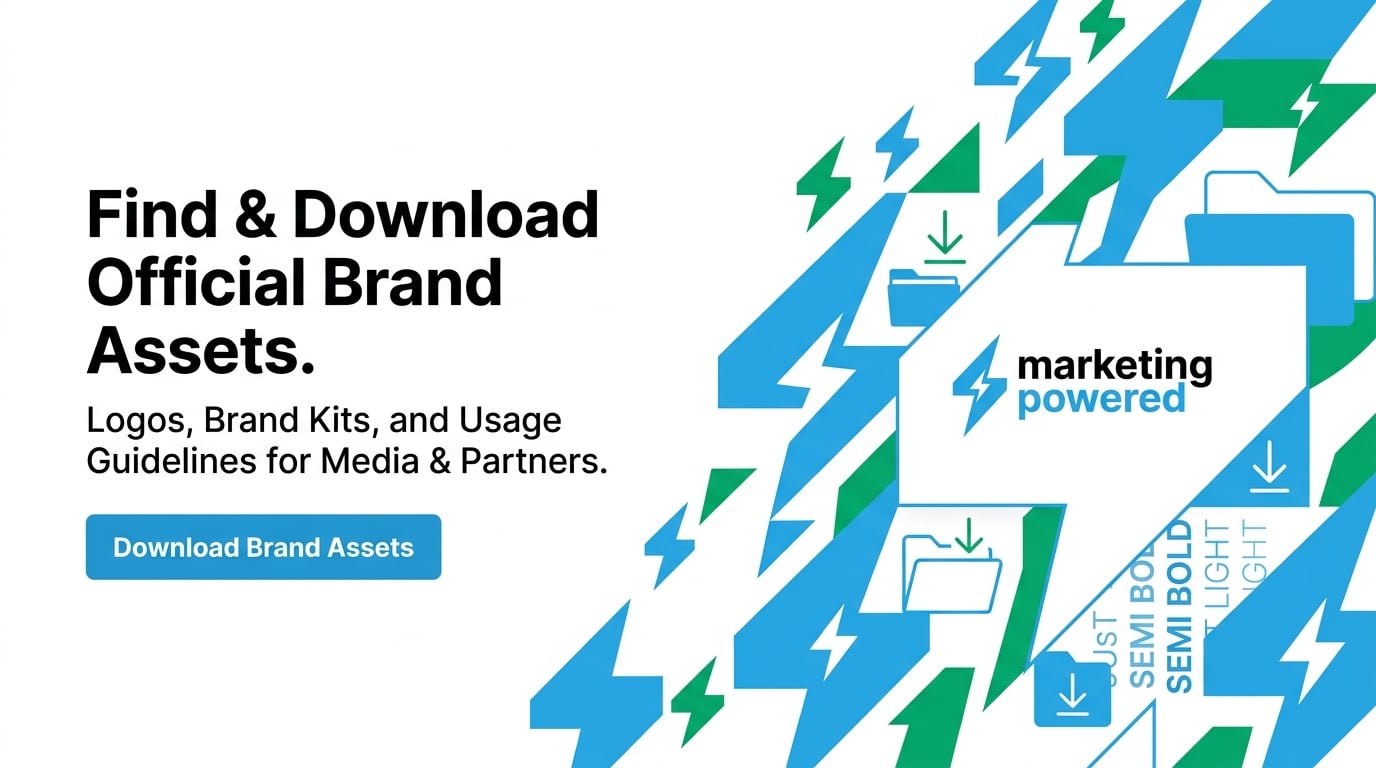 Find & Download
Official Brand
Assets.
Logos, Brand Kits, and Usage
Guidelines for Media & Partners.
Download Brand Assets
marketing
powered
SEMI BOLD
SEMI BOLD
LIGHT